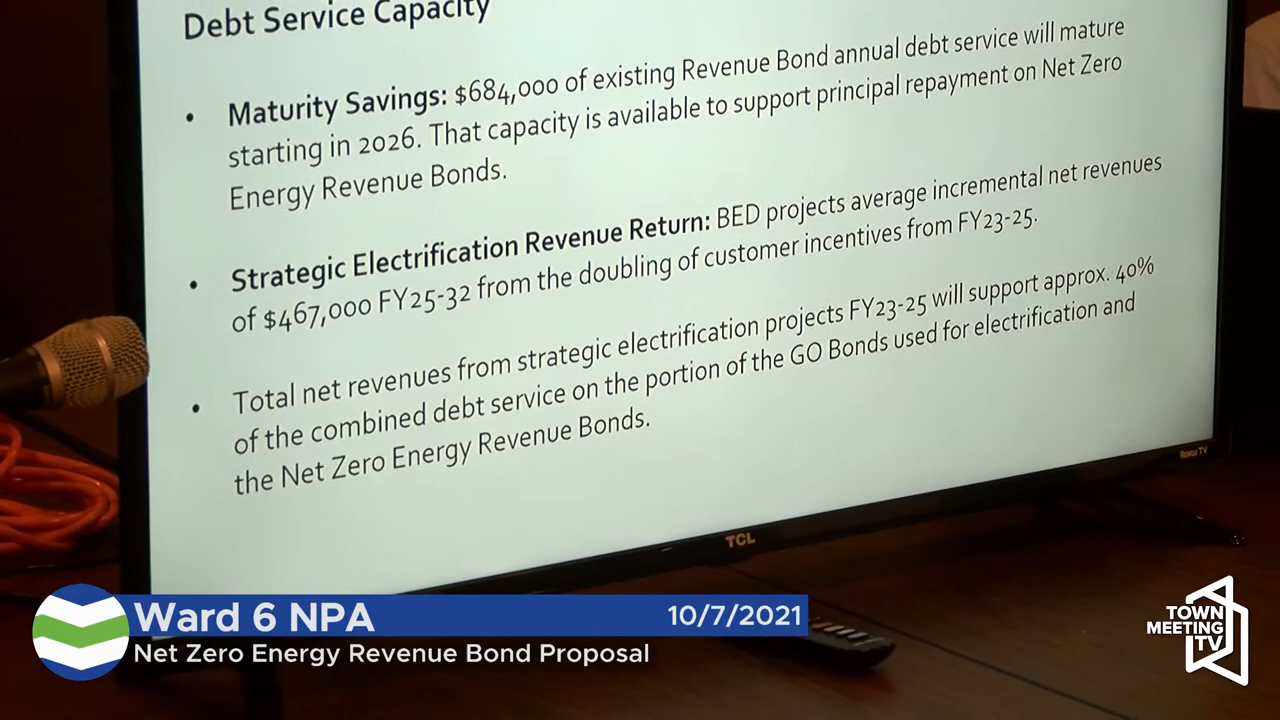 Debt Service Capacity
• Maturity Savings: $684,000 of existing Revenue Bond annual debt service will mature
starting in 2026. That capacity is available to support principal repayment on Net Zero
Energy Revenue Bonds.
• Strategic Electrification Revenue Return: BED projects average incremental net revenues
of $467,000 FY25-32 from the doubling of customer incentives from FY23-25.
• Total net revenues from strategic electrification projects FY23-25 will support approx. 40%
of the combined debt service on the portion of the GO Bonds used for electrification and
the Net Zero Energy Revenue Bonds.
Roku TV
TCL
Ward 6 NPA
10/7/2021
Net Zero Energy Revenue Bond Proposal
TOWN
MEETING
TV